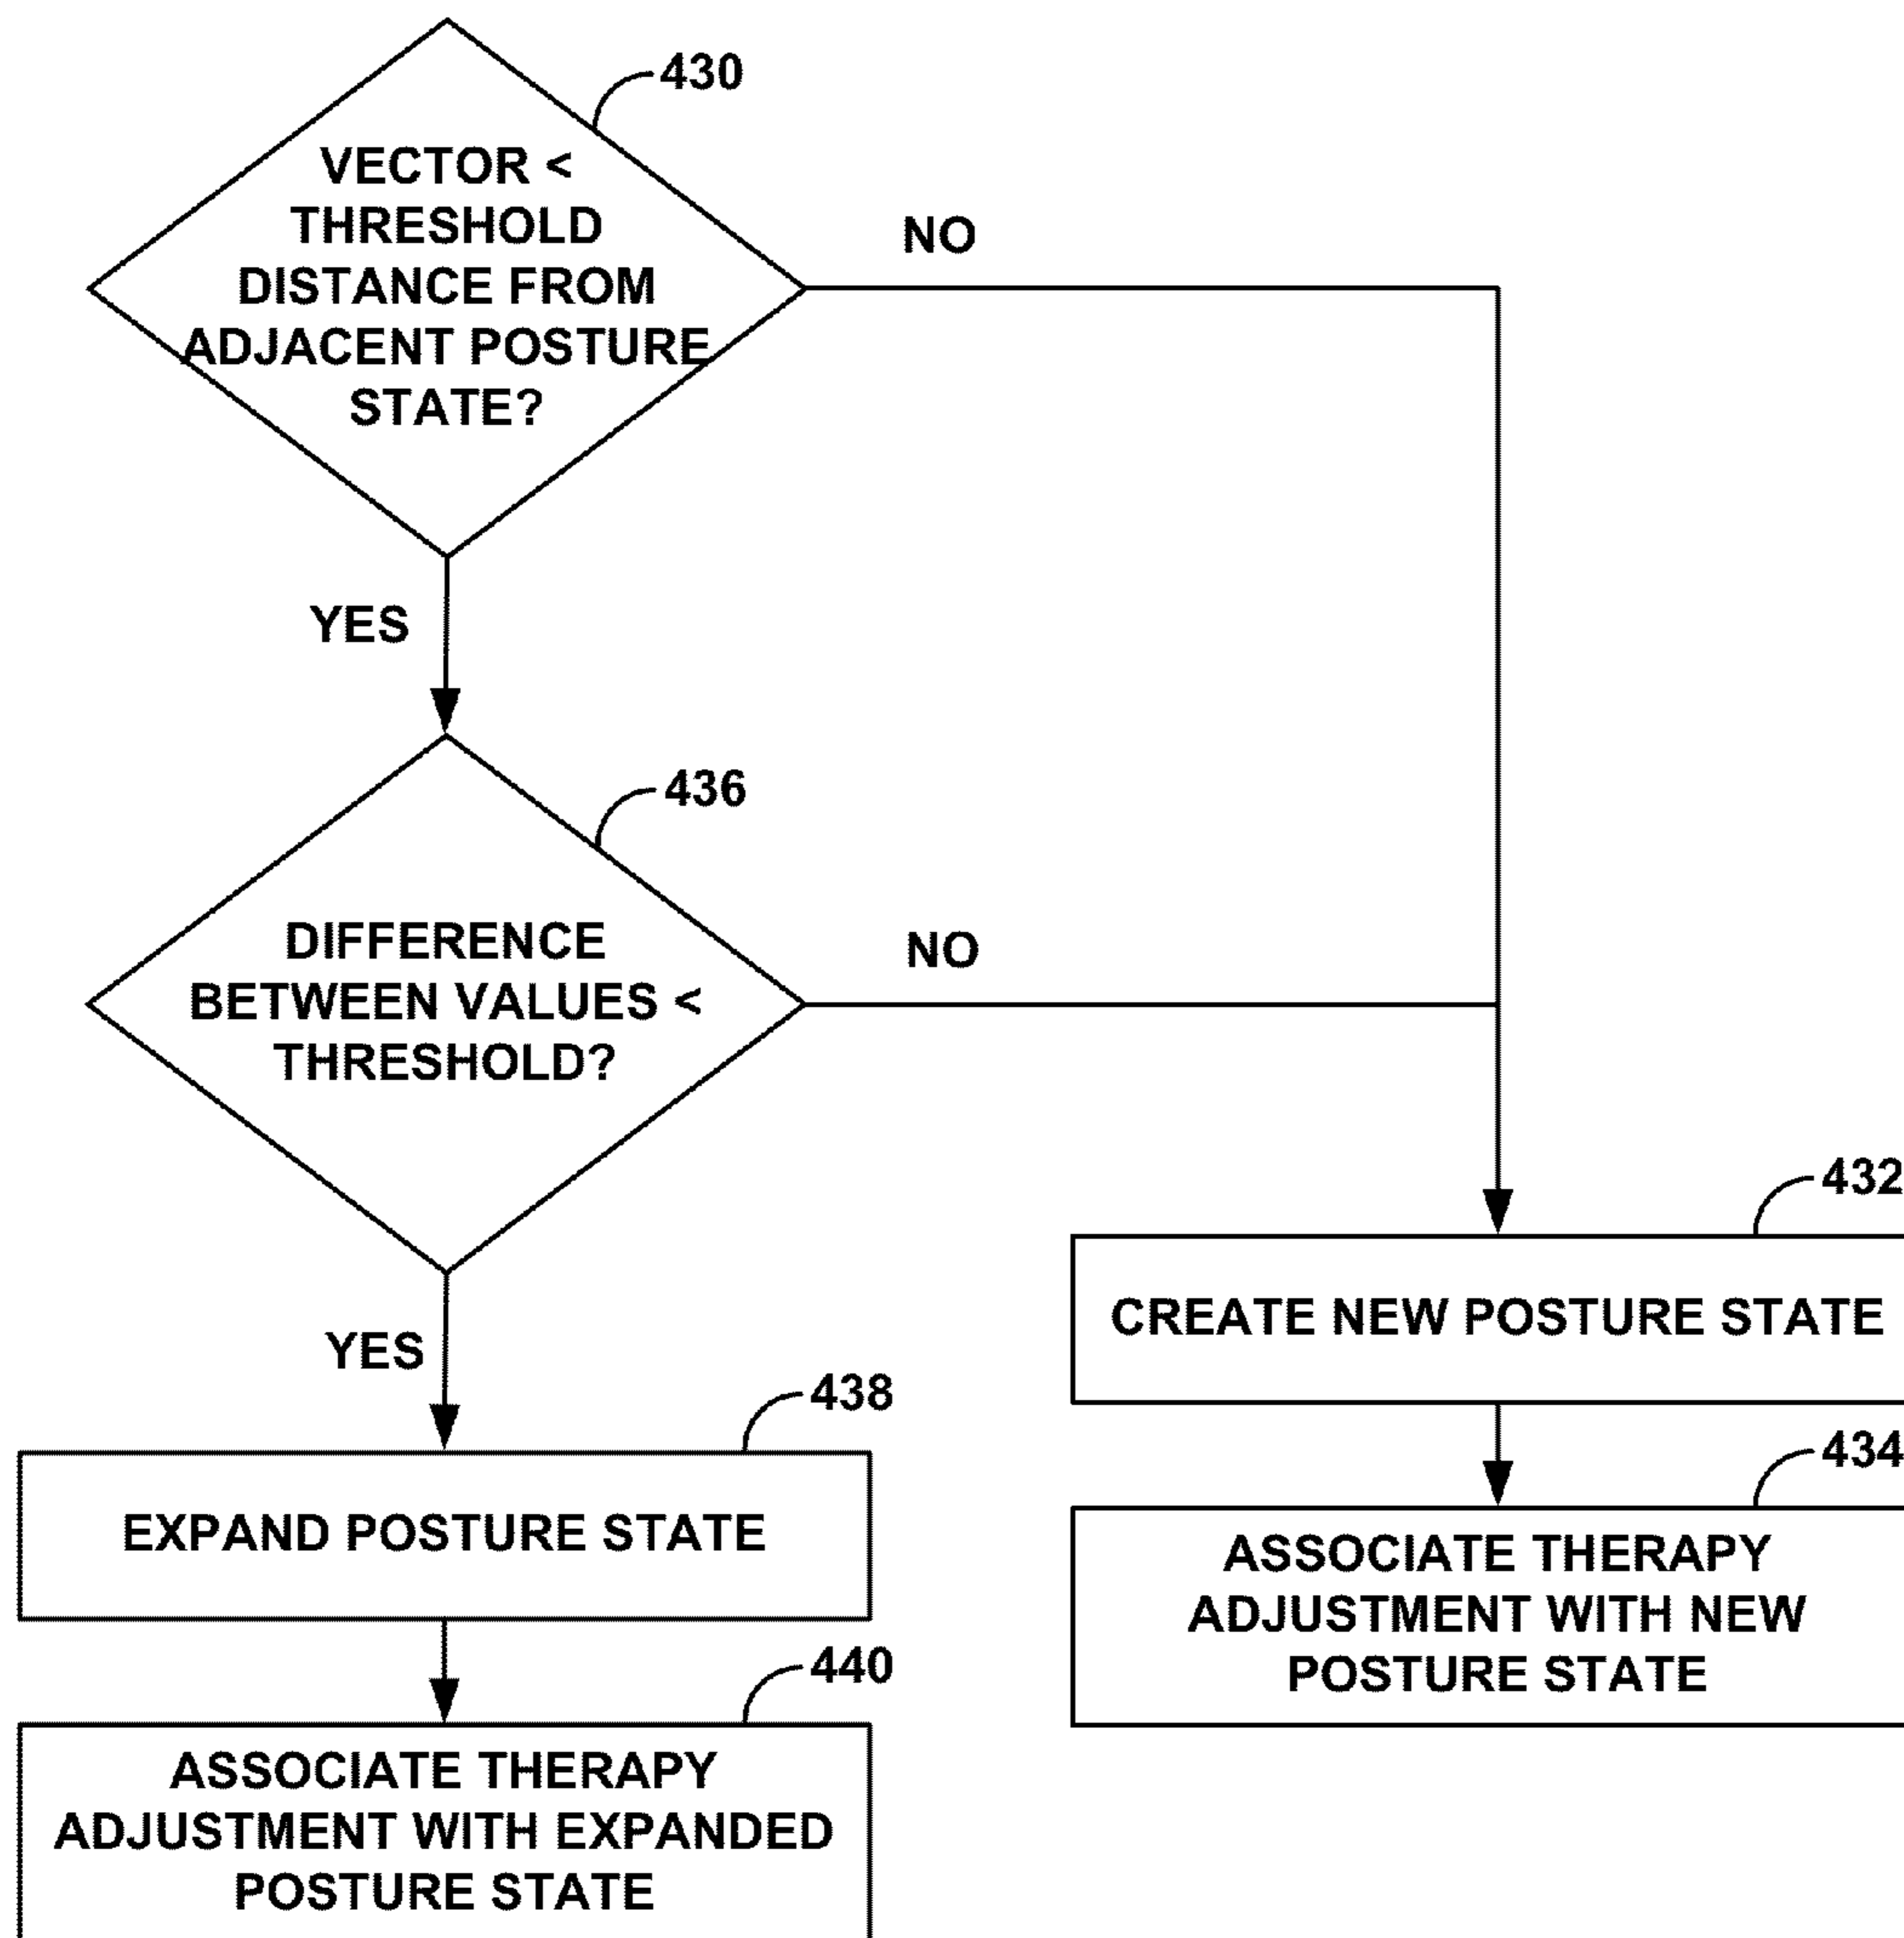 430
VECTOR <
THRESHOLD
DISTANCE FROM
ADJACENT POSTURE
STATE?
NO
YES
436
DIFFERENCE
BETWEEN VALUES <
THRESHOLD?
NO
YES
432
CREATE NEW POSTURE STATE
434
ASSOCIATE THERAPY
ADJUSTMENT WITH NEW
POSTURE STATE
438
EXPAND POSTURE STATE
440
ASSOCIATE THERAPY
ADJUSTMENT WITH EXPANDED
POSTURE STATE